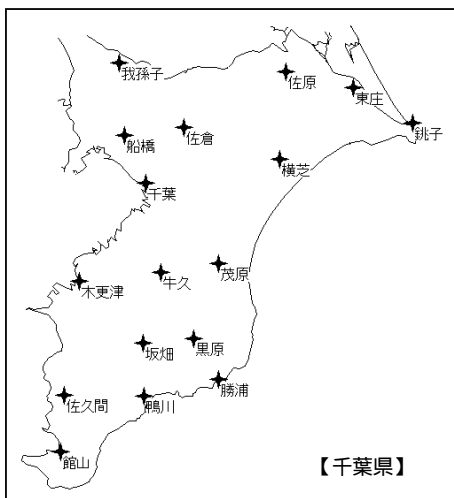 我孫子
佐原
東庄
銚子
船橋
佐倉
横芝
千葉
木更津
牛久
茂原
坂畑
黒原
佐久間
鴨川
勝浦
館山
【千葉県】